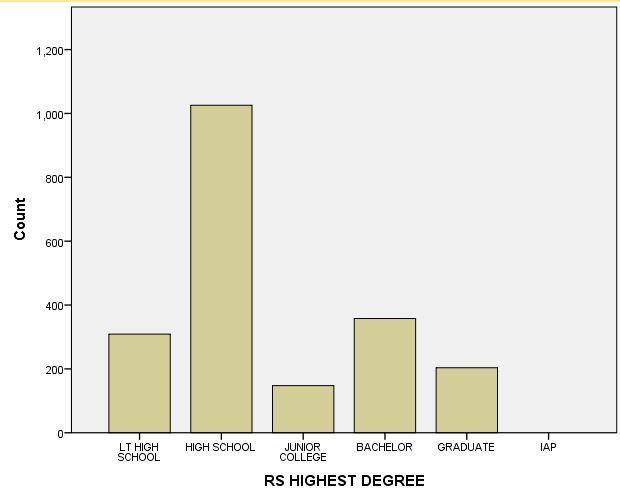 1,200
1,000
800
600
400
200
0
Count
LT HIGH
SCHOOL
HIGH SCHOOL
JUNIOR
COLLEGE
BACHELOR
GRADUATE
IAP
RS HIGHEST DEGREE